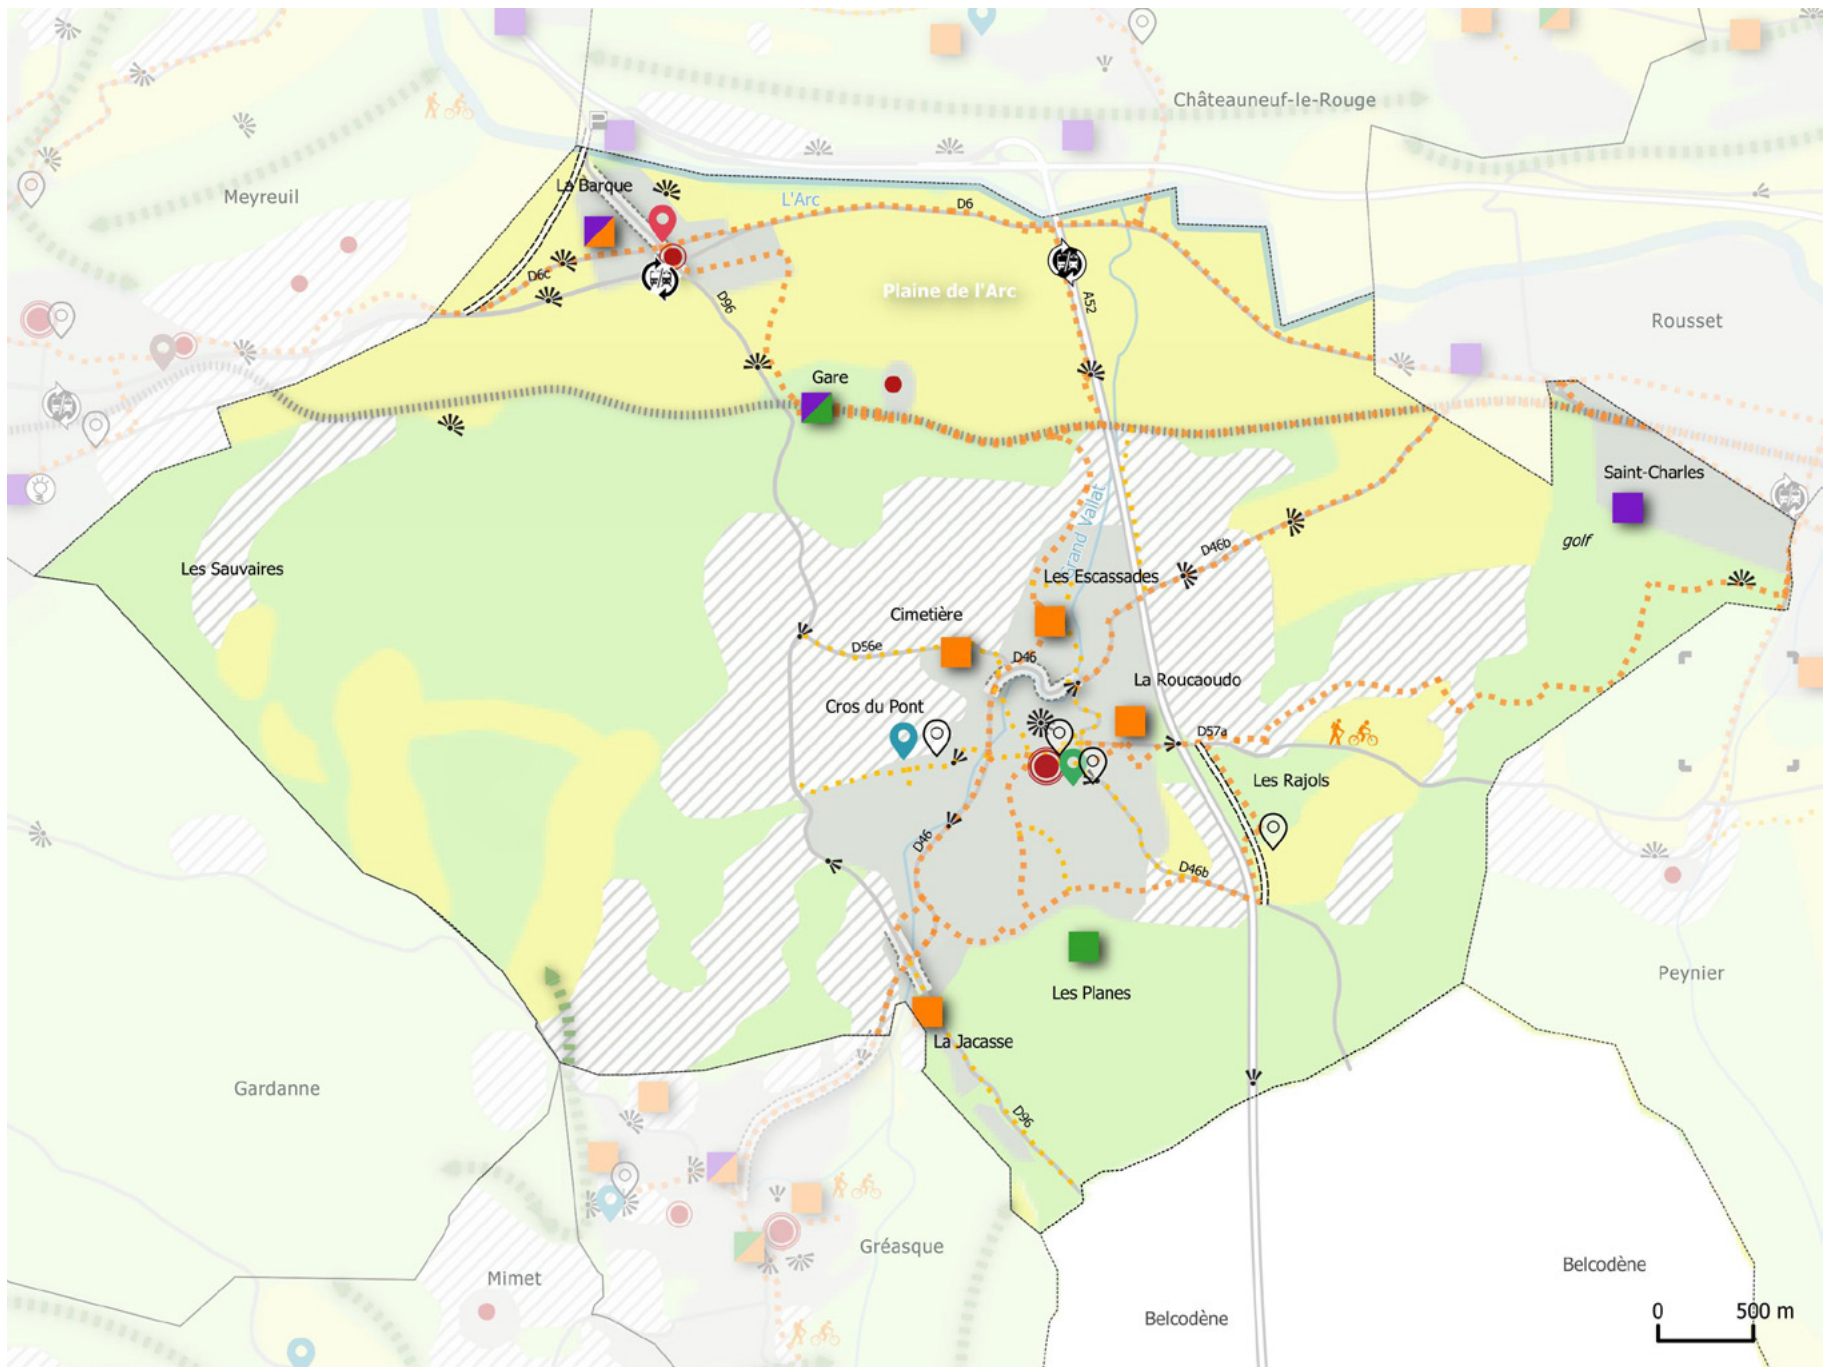 Châteauneuf-le-Rouge
La Barque
Meyreuil
L'Arc
D6
D6c
Plaine de l'Arc
D96
A52
Rousset
Gare
Saint-Charles
Grand Vallat
golf
D46b
Les Sauvaires
Les Escassades
Cimetière
D56e
D46
La Roucaoudo
Cros du Pont
D57a
Les Rajols
D46
D46b
Peynier
Les Planes
La Jacasse
Gardanne
D96
Gréasque
Mimet
Belcodène
Belcodène
0 500 m